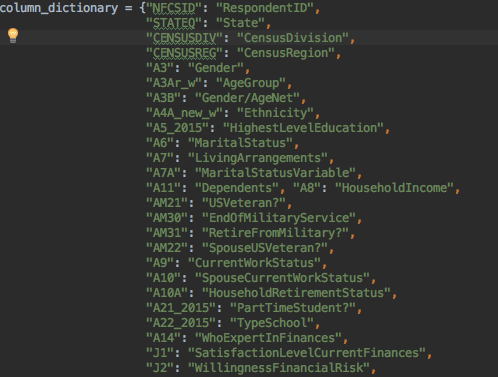 column_dictionary = {"NFCSID": "RespondentID",
"STATEQ": "State",
"CENSUSDIV": "CensusDivision",
"CENSUSREG": "CensusRegion",
"A3": "Gender",
"A3Ar_w": "AgeGroup",
"A3B": "Gender/AgeNet",
"A4A_new_w": "Ethnicity",
"A5_2015": "HighestLevelEducation",
"A6": "MaritalStatus",
"A7": "LivingArrangements",
"A7A": "MaritalStatusVariable",
"A11": "Dependents", "A8": "HouseholdIncome",
"AM21": "USVeteran?",
"AM30": "EndOfMilitaryService",
"AM31": "RetireFromMilitary?",
"AM22": "SpouseUSVeteran?",
"A9": "CurrentWorkStatus",
"A10": "SpouseCurrentWorkStatus",
"A10A": "HouseholdRetirementStatus",
"A21_2015": "PartTimeStudent?",
"A22_2015": "TypeSchool",
"A14": "WhoExpertInFinances",
"J1": "SatisfactionLevelCurrentFinances",
"J2": "WillingnessFinancialRisk",